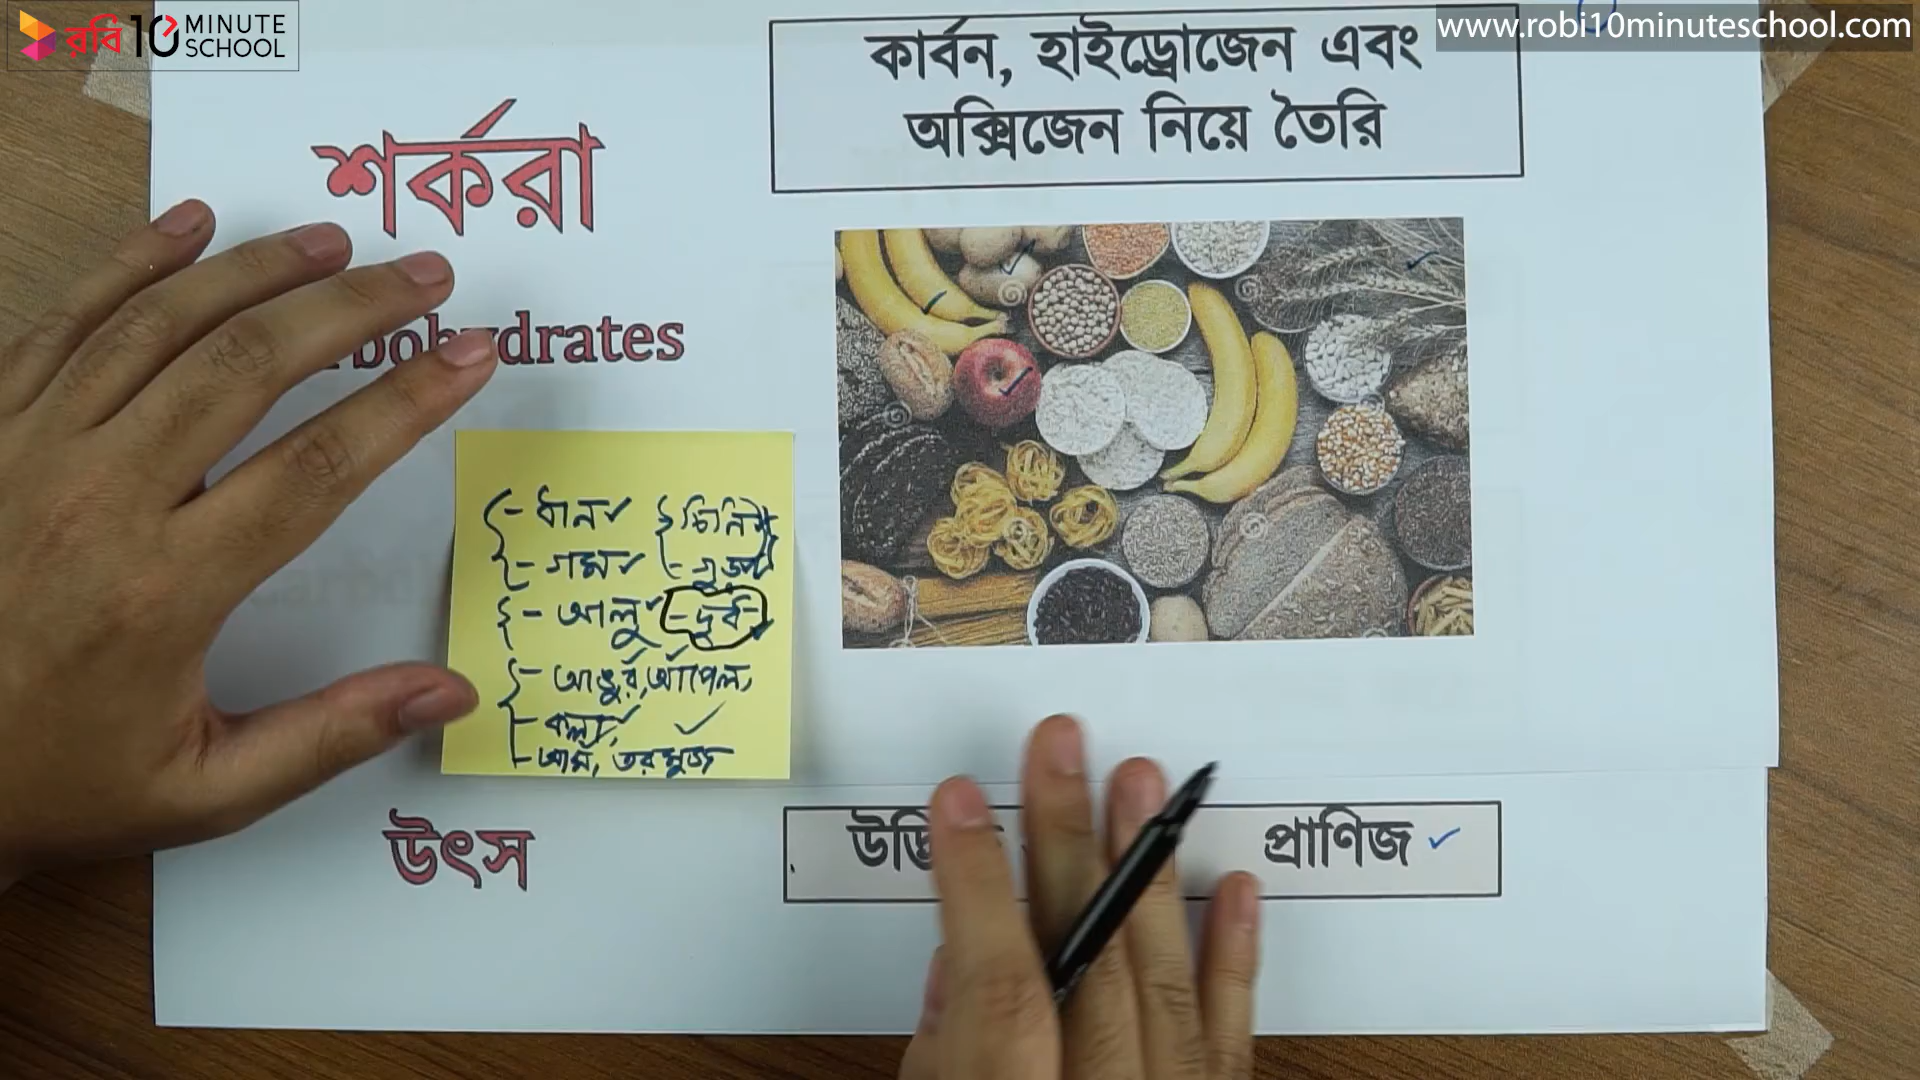 রবি 10 MINUTE SCHOOL
www.robi10minuteschool.com
কার্বন, হাইড্রোজেন এবং
অক্সিজেন নিয়ে তৈরি
শর্করা
drates
- ধান - চিনি
- গম - গুড়
- আলু - দুধ
- আঙুর, আপেল,
- কলা,
- আম, তরমুজ
উৎস
প্রাণিজ